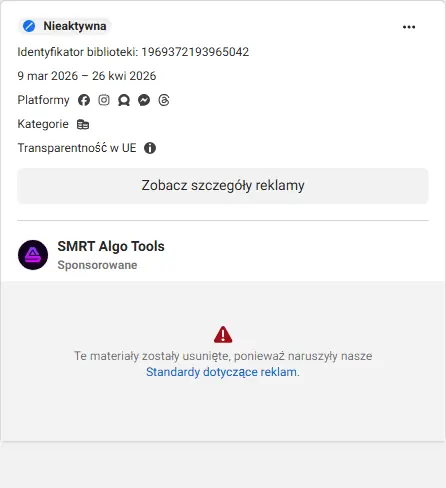 Nieaktywna
Identyfikator biblioteki: 1969372193965042
9 mar 2026 – 26 kwi 2026
Platformy
Kategorie
Transparentność w UE
Zobacz szczegóły reklamy
SMRT Algo Tools
Sponsorowane
Te materiały zostały usunięte, ponieważ naruszyły nasze
Standardy dotyczące reklam.